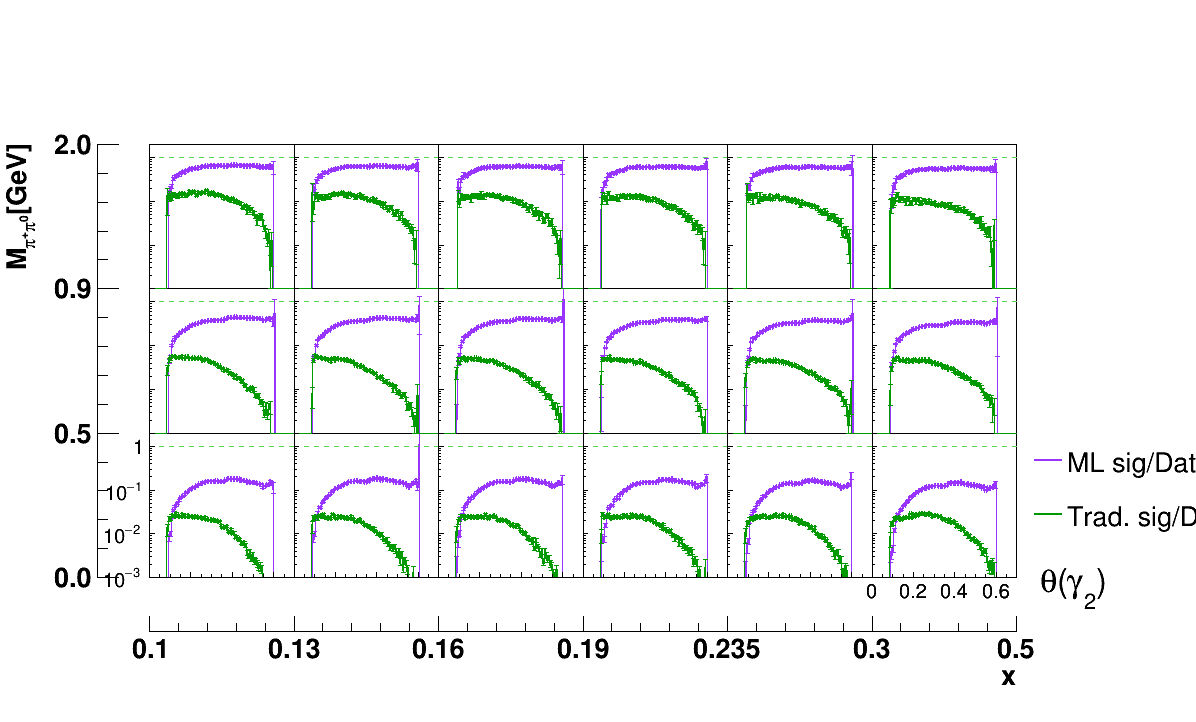 2.0
M_{π⁺π⁰}[GeV]
0.9
0.5
1
10⁻¹
10⁻²
10⁻³
0.0
ML sig/Dat
Trad. sig/D
0 0.2 0.4 0.6
θ(γ₂)
0.1 0.13 0.16 0.19 0.235 0.3 0.5
x